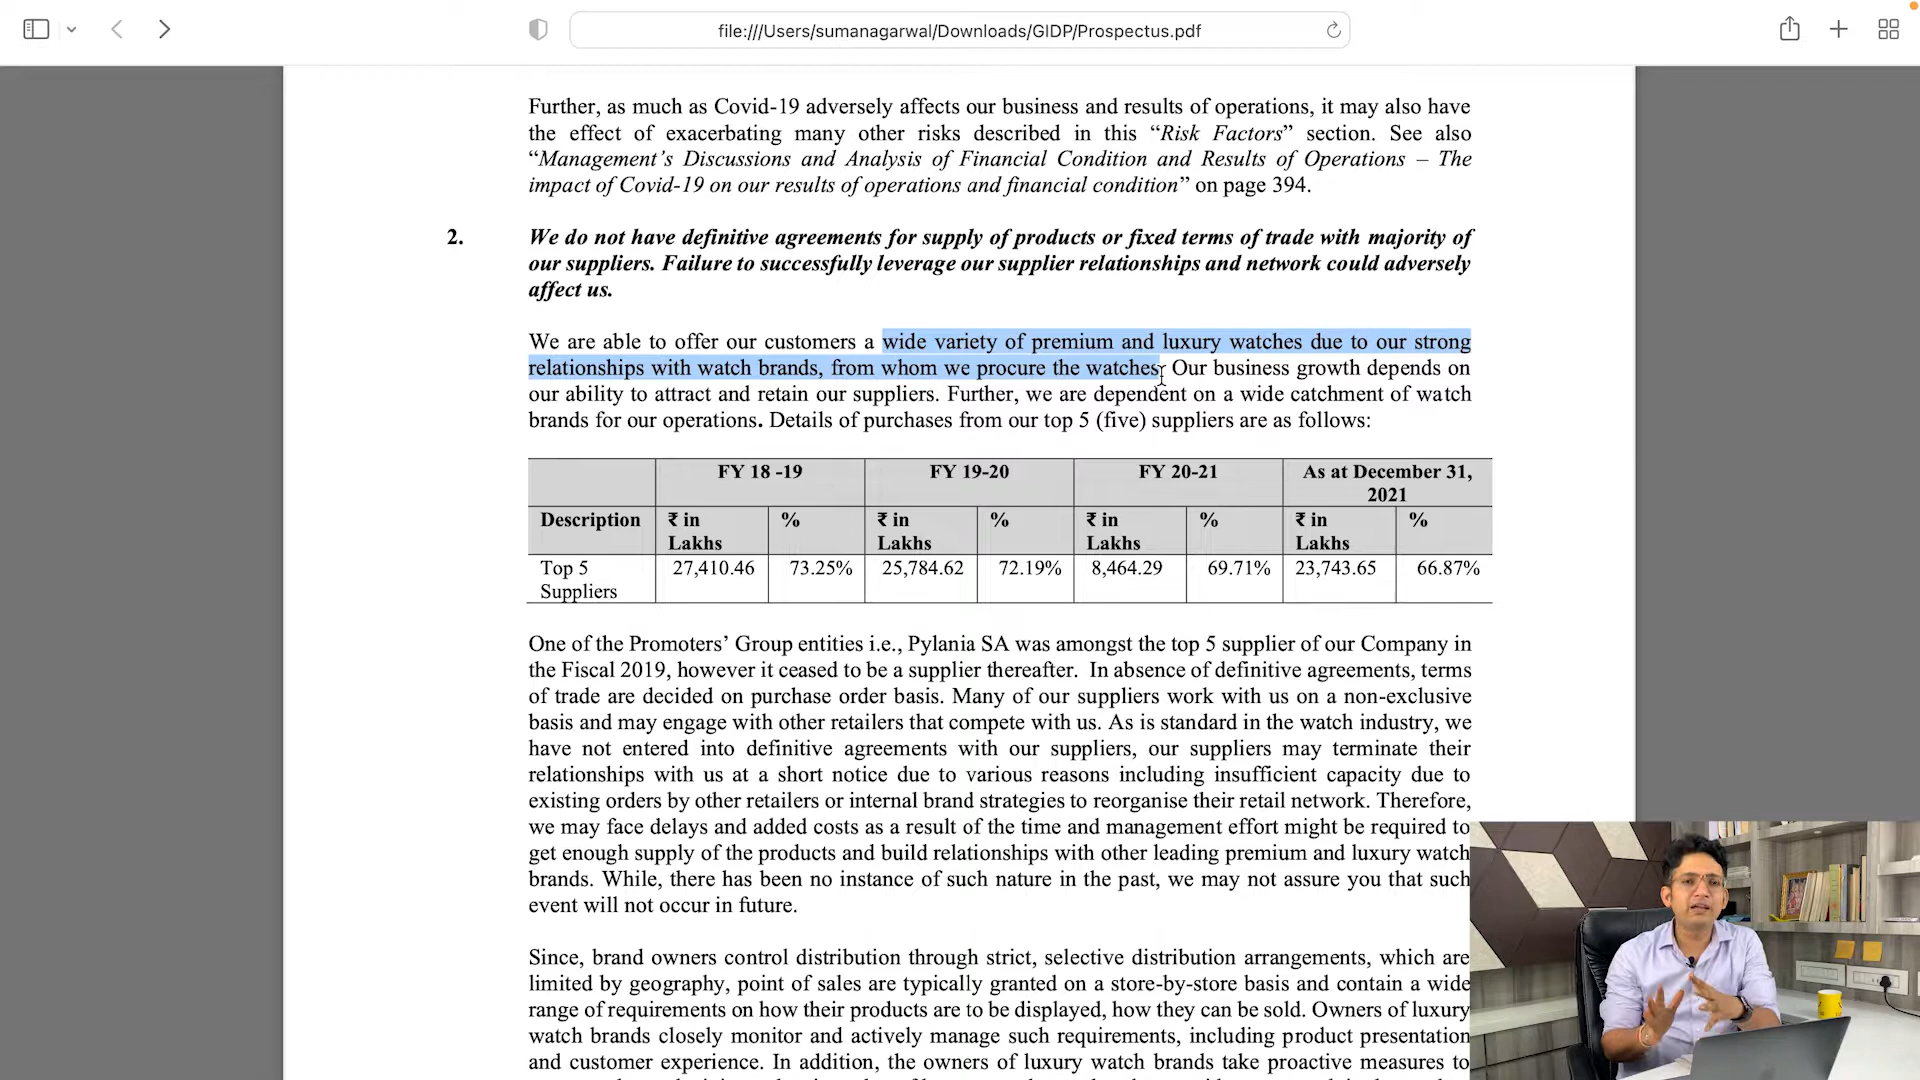 file:///Users/sumanagarwal/Downloads/GIDP/Prospectus.pdf
Further, as much as Covid-19 adversely affects our business and results of operations, it may also have
the effect of exacerbating many other risks described in this “Risk Factors” section. See also
“Management’s Discussions and Analysis of Financial Condition and Results of Operations – The
impact of Covid-19 on our results of operations and financial condition” on page 394.
2. We do not have definitive agreements for supply of products or fixed terms of trade with majority of
our suppliers. Failure to successfully leverage our supplier relationships and network could adversely
affect us.
We are able to offer our customers a wide variety of premium and luxury watches due to our strong
relationships with watch brands, from whom we procure the watches. Our business growth depends on
our ability to attract and retain our suppliers. Further, we are dependent on a wide catchment of watch
brands for our operations. Details of purchases from our top 5 (five) suppliers are as follows:
FY 18 -19 FY 19-20 FY 20-21 As at December 31,
2021
Description ₹ in % ₹ in % ₹ in % ₹ in %
Lakhs Lakhs Lakhs Lakhs
Top 5 27,410.46 73.25% 25,784.62 72.19% 8,464.29 69.71% 23,743.65 66.87%
Suppliers
One of the Promoters’ Group entities i.e., Pylania SA was amongst the top 5 supplier of our Company in
the Fiscal 2019, however it ceased to be a supplier thereafter. In absence of definitive agreements, terms
of trade are decided on purchase order basis. Many of our suppliers work with us on a non-exclusive
basis and may engage with other retailers that compete with us. As is standard in the watch industry, we
have not entered into definitive agreements with our suppliers, our suppliers may terminate their
relationships with us at a short notice due to various reasons including insufficient capacity due to
existing orders by other retailers or internal brand strategies to reorganise their retail network. Therefore,
we may face delays and added costs as a result of the time and management effort might be required to
get enough supply of the products and build relationships with other leading premium and luxury watch
brands. While, there has been no instance of such nature in the past, we may not assure you that such
event will not occur in future.
Since, brand owners control distribution through strict, selective distribution arrangements, which are
limited by geography, point of sales are typically granted on a store-by-store basis and contain a wide
range of requirements on how their products are to be displayed, how they can be sold. Owners of luxury
watch brands closely monitor and actively manage such requirements, including product presentation
and customer experience. In addition, the owners of luxury watch brands take proactive measures to